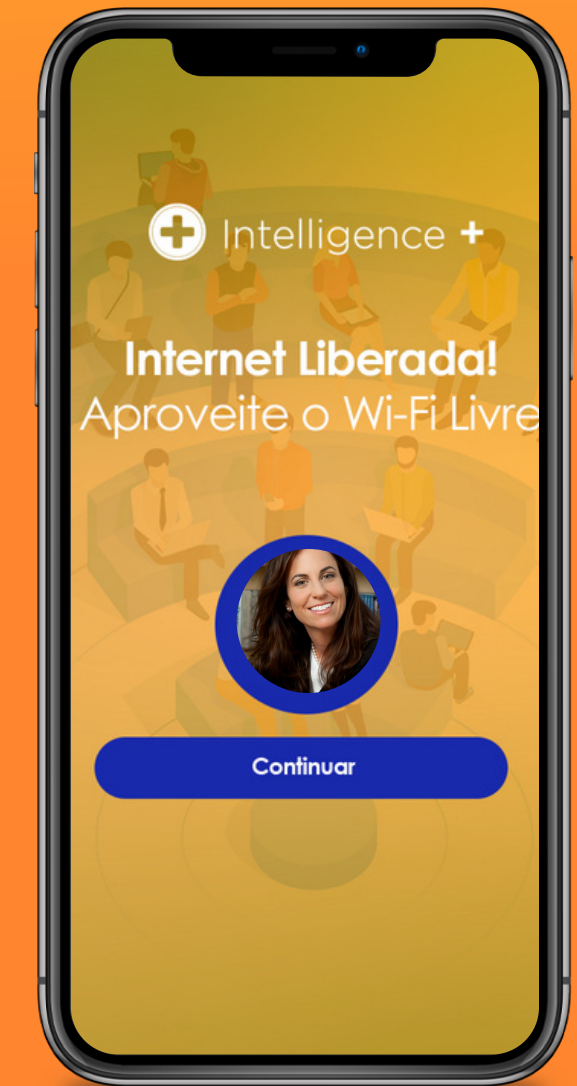 Intelligence +
Internet Liberada!
Aproveite o Wi-Fi Livre
Continuar